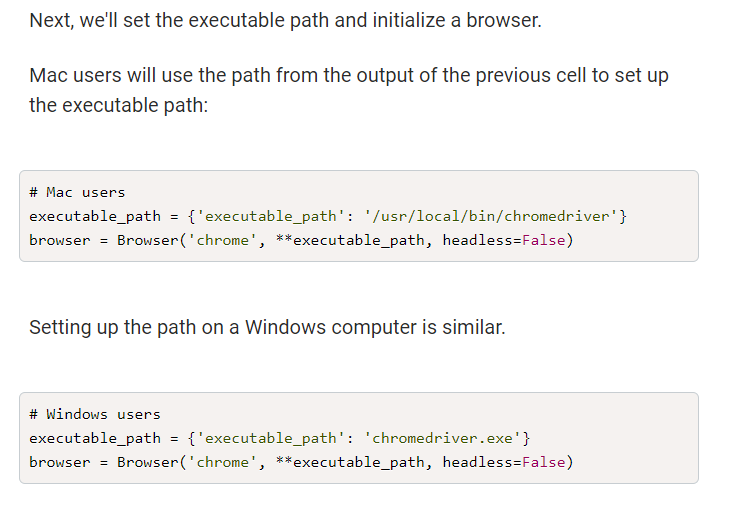 Next, we'll set the executable path and initialize a browser.
Mac users will use the path from the output of the previous cell to set up
the executable path:
# Mac users
executable_path = {'executable_path': '/usr/local/bin/chromedriver'}
browser = Browser('chrome', **executable_path, headless=False)
Setting up the path on a Windows computer is similar.
# Windows users
executable_path = {'executable_path': 'chromedriver.exe'}
browser = Browser('chrome', **executable_path, headless=False)